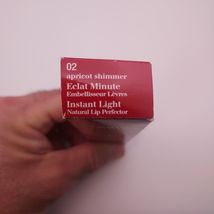 02
apricot shimmer
Eclat Minute
Embellisseur Lèvres
Instant Light
Natural Lip Perfector